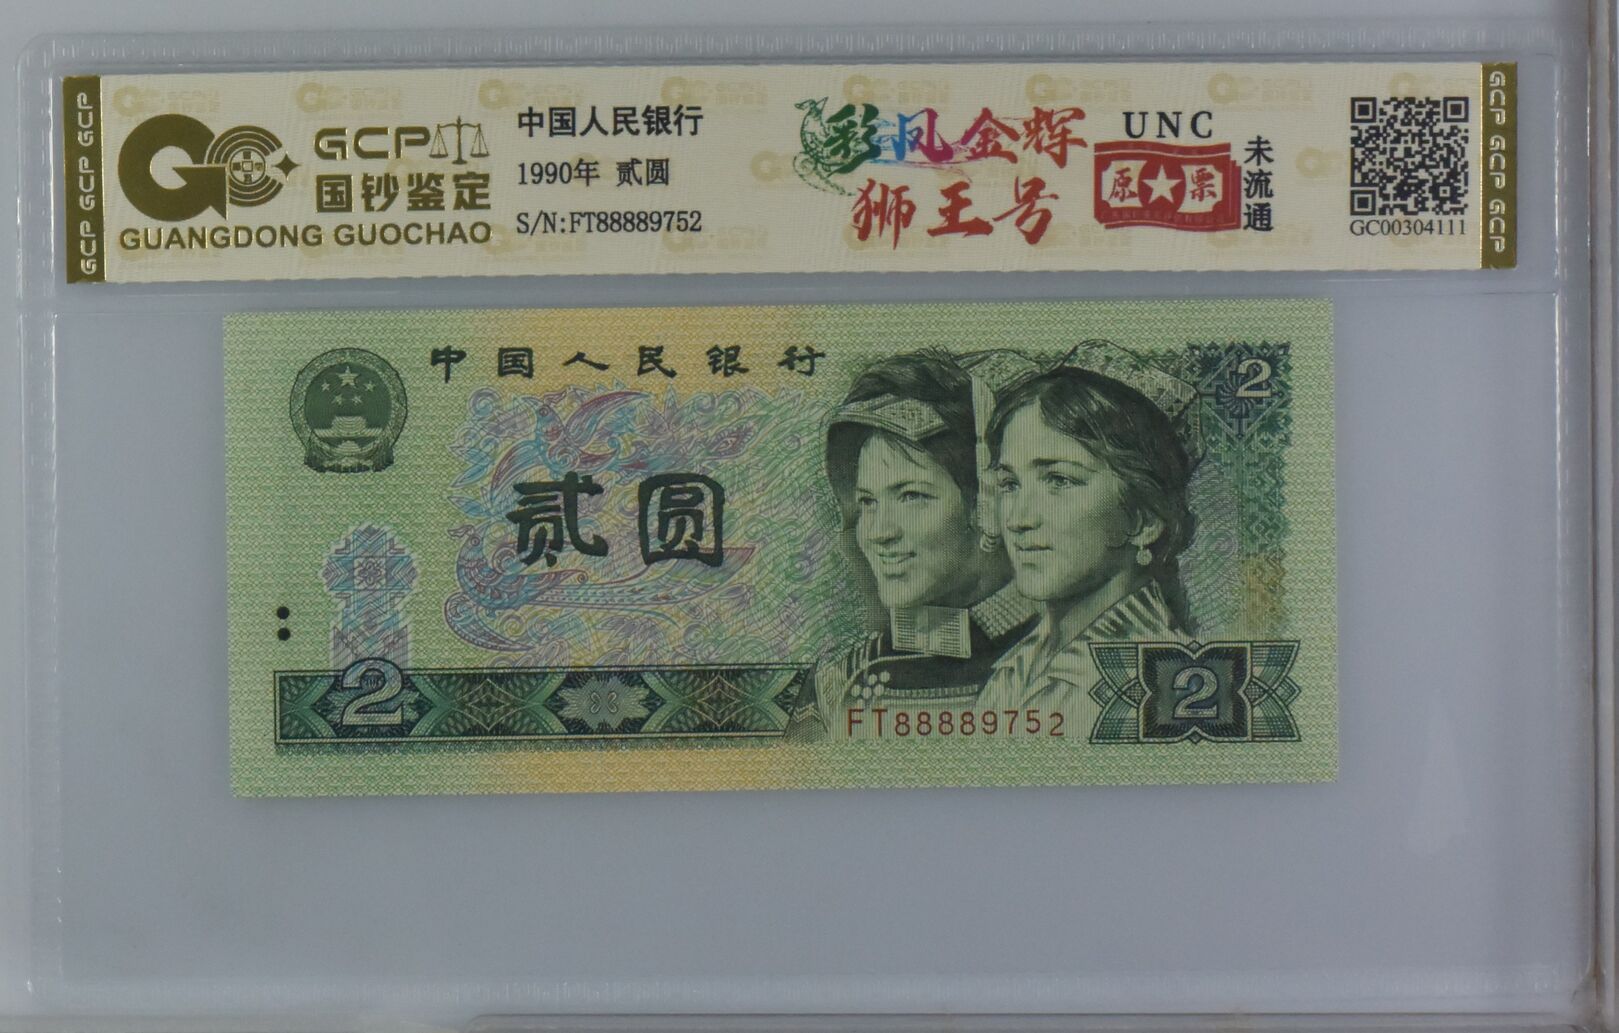 GCP GCP GCP GCP
GCP
国钞鉴定
GUANGDONG GUOCHAO
中国人民银行
1990年 贰圆
S/N:FT88889752
彩凤金辉
狮王号
UNC
原票
未流通
GC00304111
GCP GCP GCP GCP
中国人民银行
2
贰圆
2
FT88889752
2